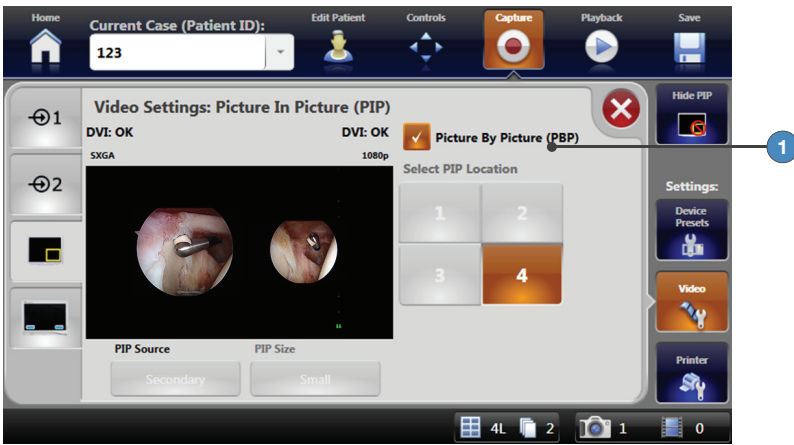 Home
Current Case (Patient ID):
123
Edit Patient
Controls
Capture
Playback
Save
1
2
Video Settings: Picture In Picture (PIP)
DVI: OK
DVI: OK
SXGA
1080p
Picture By Picture (PBP)
1
Select PIP Location
1
2
3
4
PIP Source
PIP Size
Secondary
Small
Hide PIP
Settings:
Device
Presets
Video
Printer
4L
2
1
0